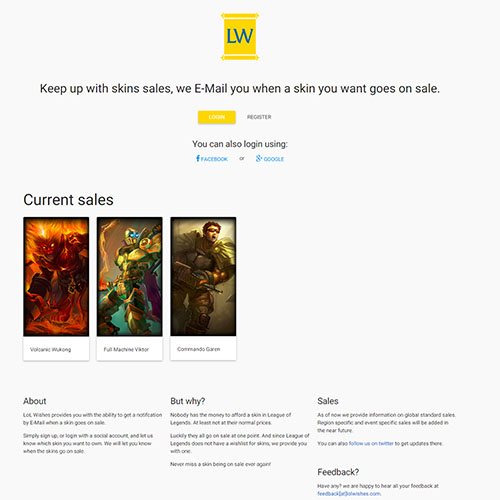 LW
Keep up with skins sales, we E-Mail you when a skin you want goes on sale.
LOGIN
REGISTER
You can also login using:
FACEBOOK
or
GOOGLE
Current sales
Volcanic Wukong
Full Machine Viktor
Commando Garen
About
LoL Wishes provides you with the ability to get a notification
by E-Mail when a skin goes on sale.
Simply sign up, or login with a social account, and let us
know which skin you want to own. We will let you know
when the skins go on sale.
But why?
Nobody has the money to afford a skin in League of
Legends. At least not at their normal prices.
Luckily they all go on sale at one point. And since League of
Legends does not have a wishlist for skins, we provide you
with one.
Never miss a skin being on sale ever again!
Sales
As of now we provide information on global standard sales.
Region specific and event specific sales will be added in
the near future.
You can also follow us on twitter to get updates there.
Feedback?
Have any? we are happy to hear all your feedback at
feedback[at]lolwishes.com